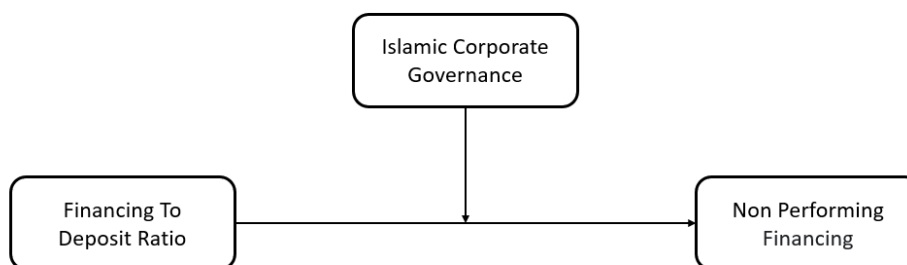 Islamic Corporate
Governance
Financing To
Deposit Ratio
Non Performing
Financing